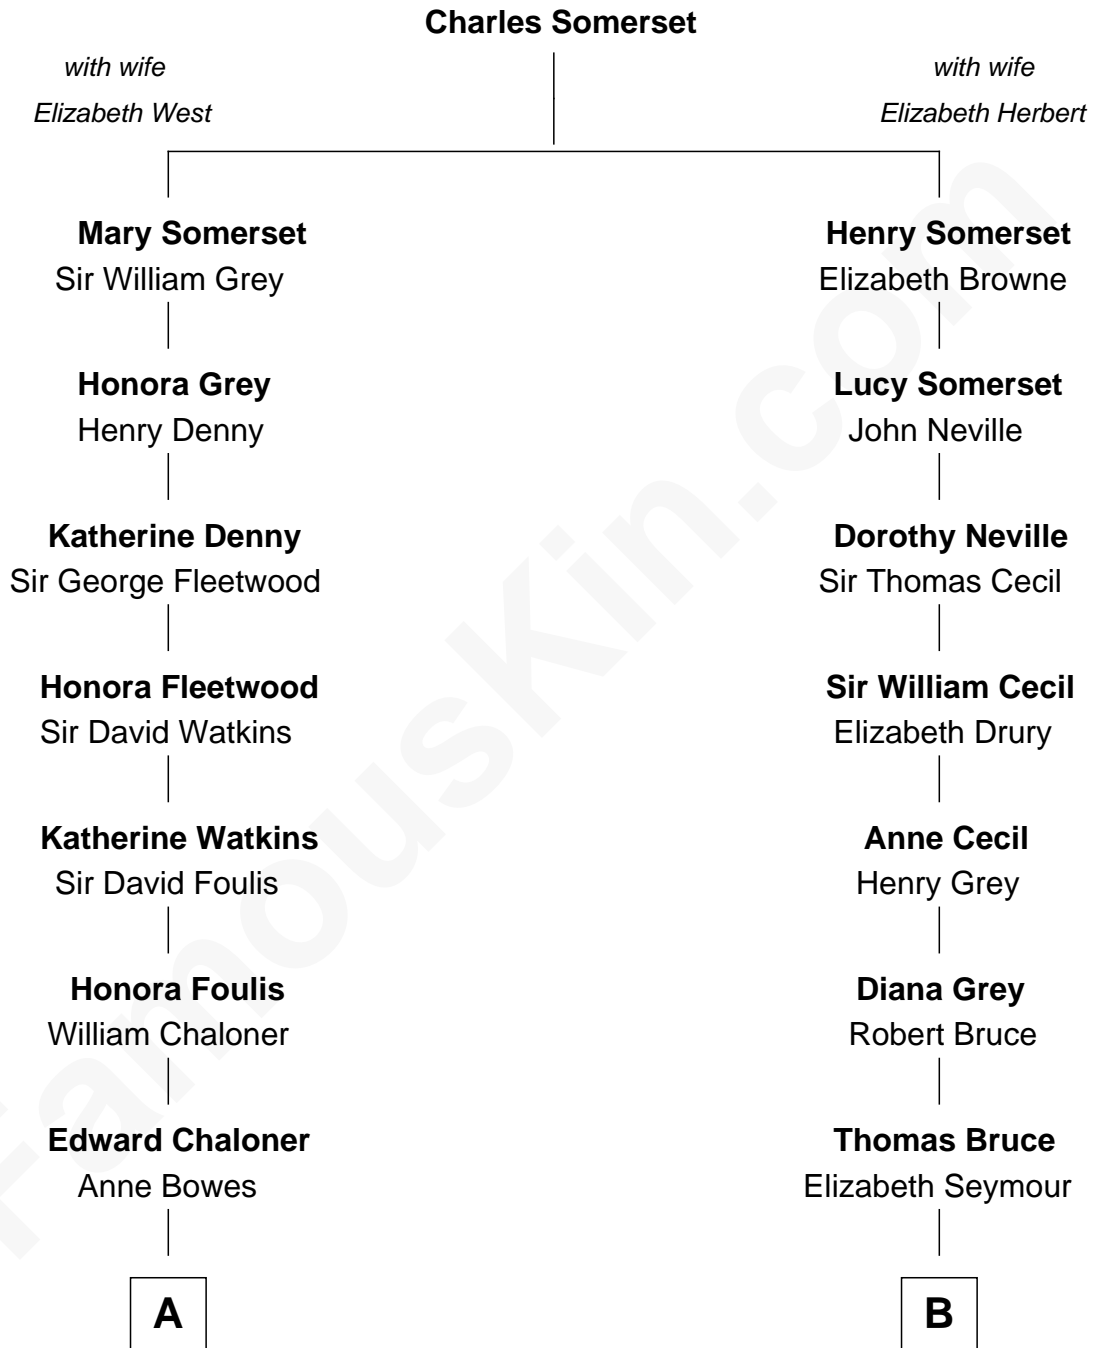 Charles Somerset
with wife
Elizabeth West
with wife
Elizabeth Herbert
Mary Somerset
Sir William Grey
Henry Somerset
Elizabeth Browne
Honora Grey
Henry Denny
Lucy Somerset
John Neville
Katherine Denny
Sir George Fleetwood
Dorothy Neville
Sir Thomas Cecil
Honora Fleetwood
Sir David Watkins
Sir William Cecil
Elizabeth Drury
Katherine Watkins
Sir David Foulis
Anne Cecil
Henry Grey
Honora Foulis
William Chaloner
Diana Grey
Robert Bruce
Edward Chaloner
Anne Bowes
Thomas Bruce
Elizabeth Seymour
A
B
FamousKin.com